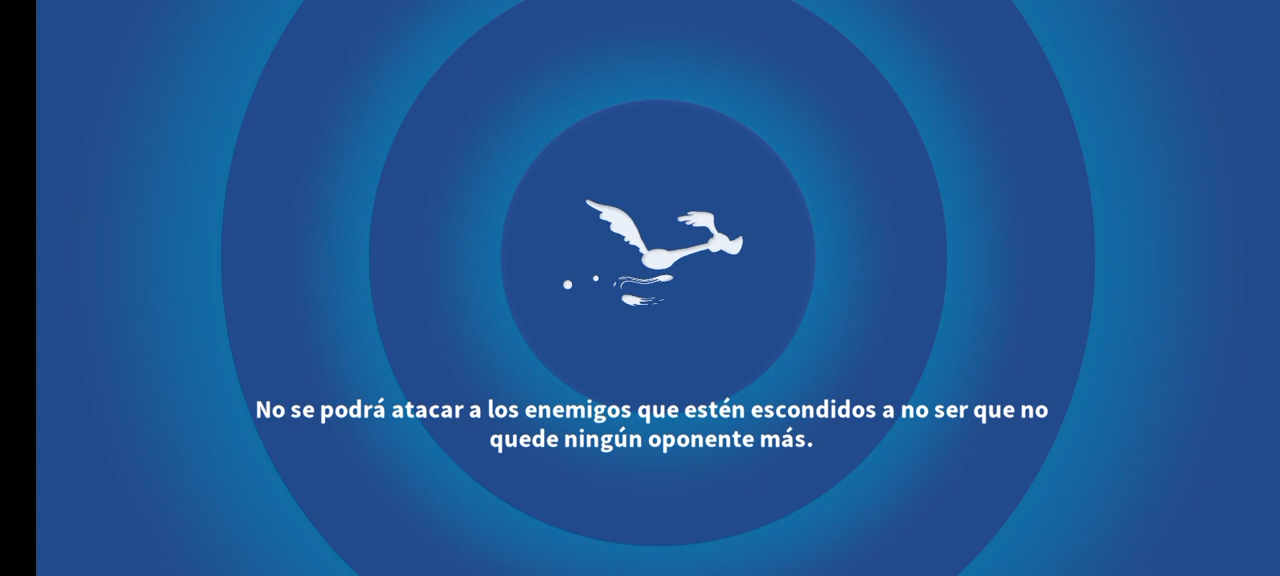 No se podrá atacar a los enemigos que estén escondidos a no ser que no
quede ningún oponente más.